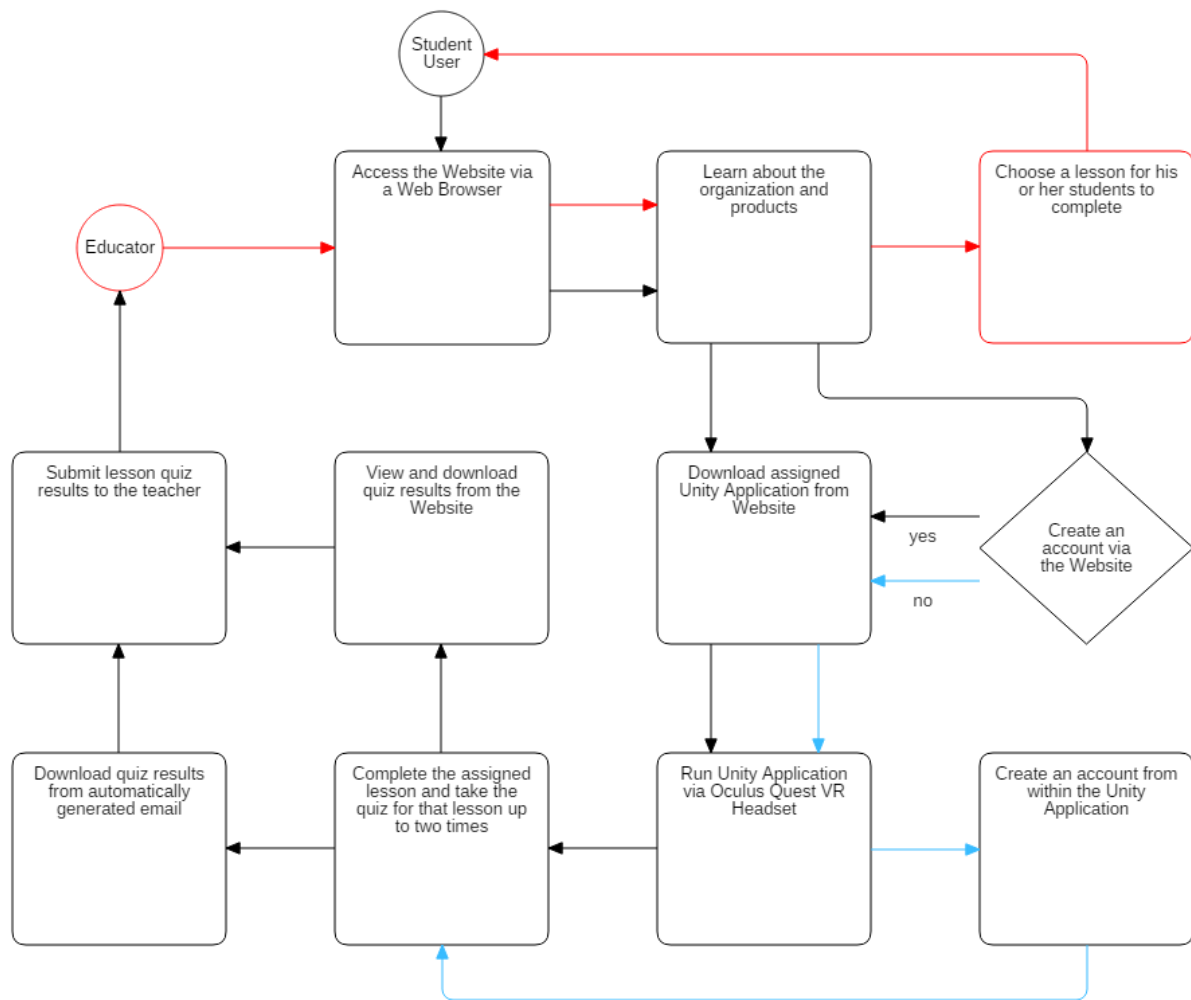 Student
User
Access the Website via
a Web Browser
Learn about the
organization and
products
Choose a lesson for his
or her students to
complete
Educator
Submit lesson quiz
results to the teacher
View and download
quiz results from the
Website
Download assigned
Unity Application from
Website
yes
no
Create an
account via
the Website
Download quiz results
from automatically
generated email
Complete the assigned
lesson and take the
quiz for that lesson up
to two times
Run Unity Application
via Oculus Quest VR
Headset
Create an account from
within the Unity
Application